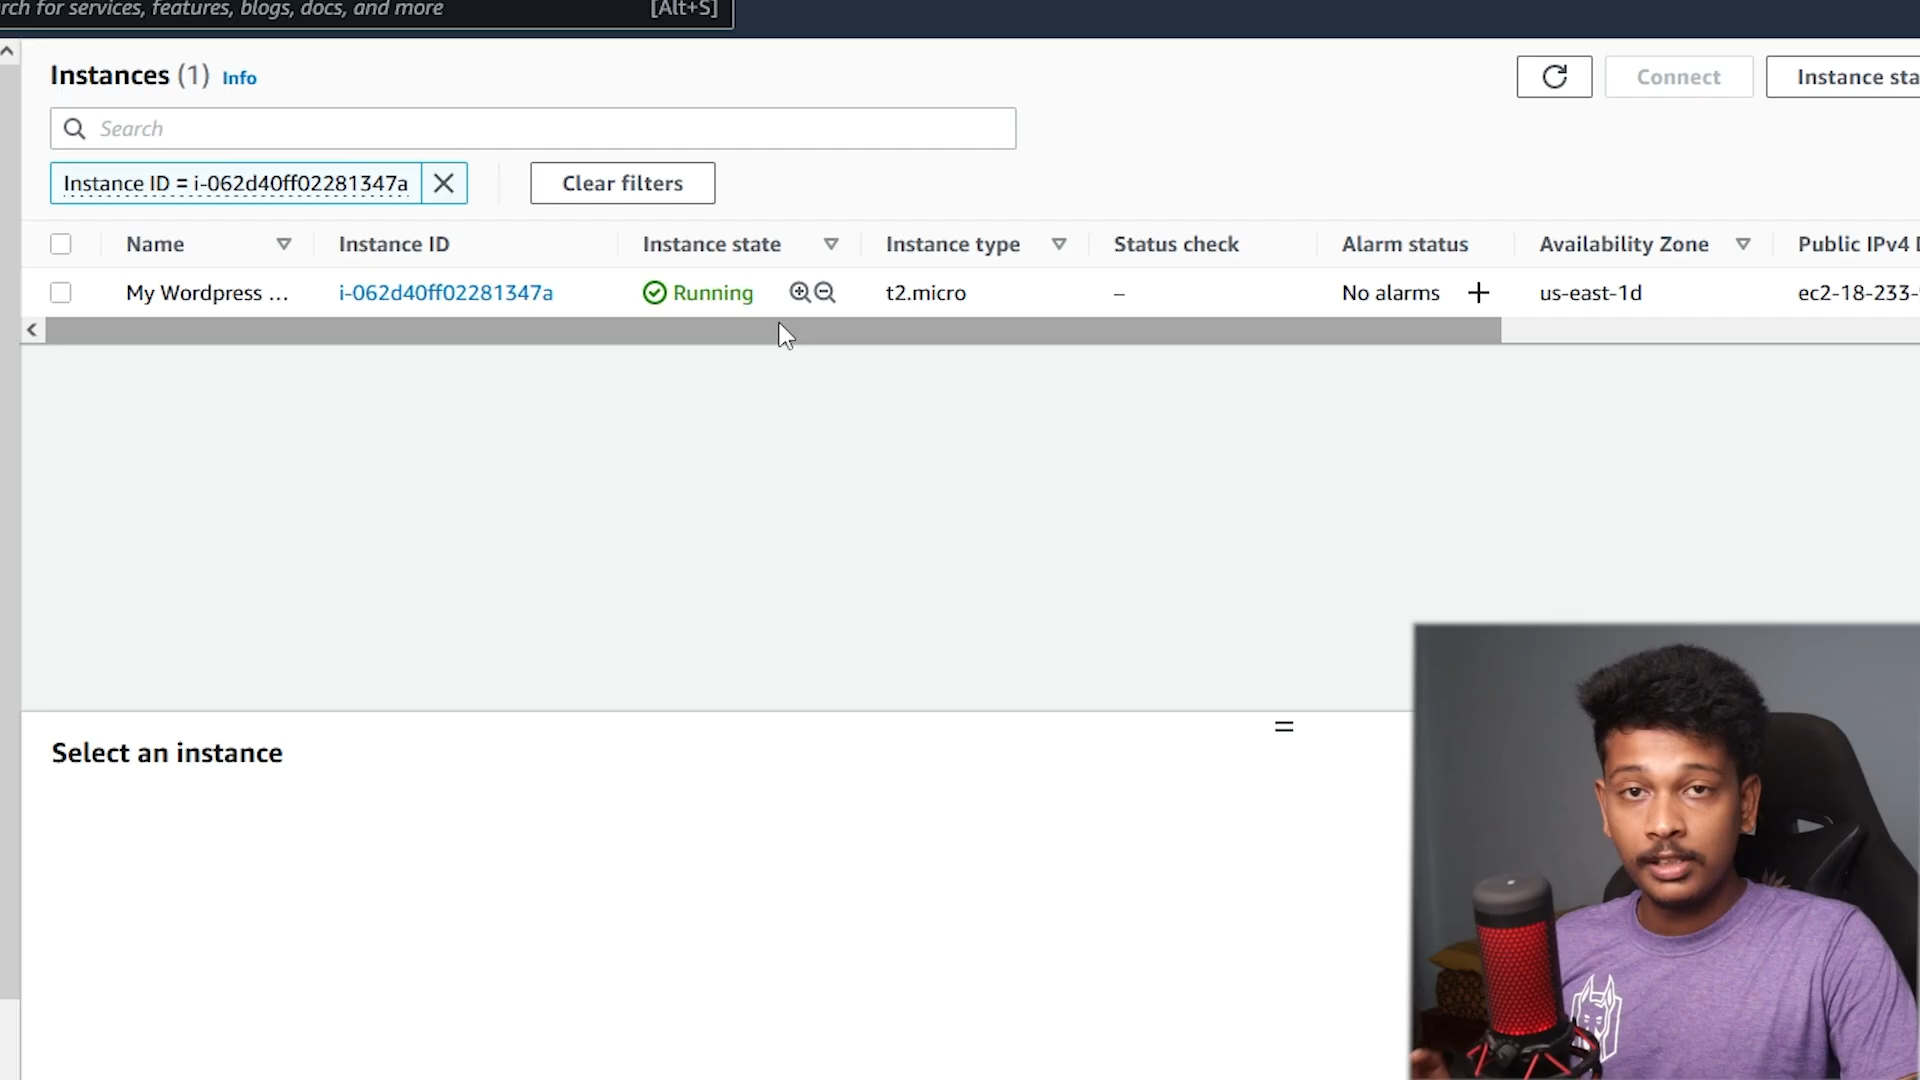 rch for services, features, blogs, docs, and more [Alt+S]
Instances (1) Info
Connect
Instance sta
Search
Instance ID = i-062d40ff02281347a
Clear filters
Name Instance ID Instance state Instance type Status check Alarm status Availability Zone Public IPv4 D
My Wordpress ... i-062d40ff02281347a Running t2.micro – No alarms + us-east-1d ec2-18-233-
Select an instance